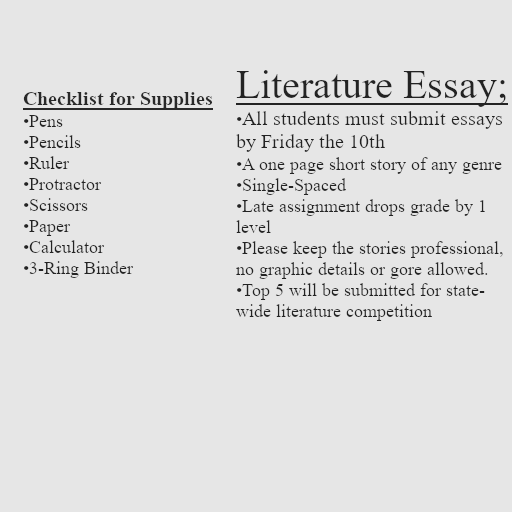 Checklist for Supplies
•Pens
•Pencils
•Ruler
•Protractor
•Scissors
•Paper
•Calculator
•3-Ring Binder
Literature Essay;
•All students must submit essays
by Friday the 10th
•A one page short story of any genre
•Single-Spaced
•Late assignment drops grade by 1
level
•Please keep the stories professional,
no graphic details or gore allowed.
•Top 5 will be submitted for state-
wide literature competition